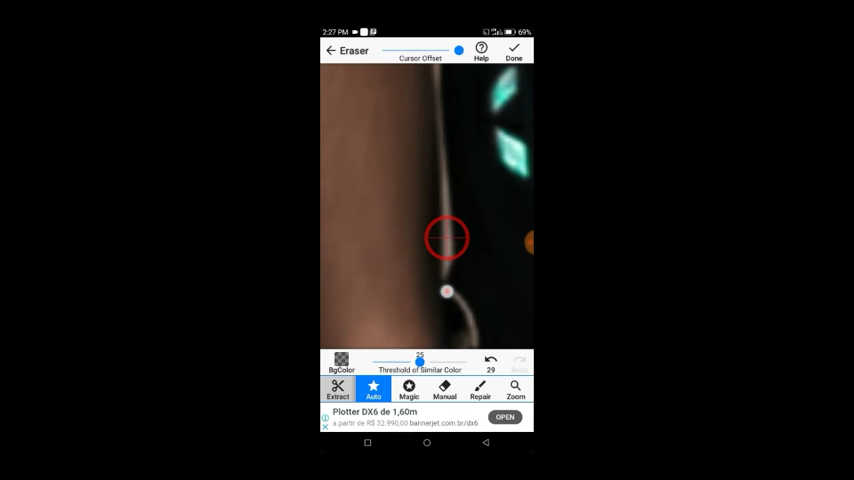 2:27 PM 69%
Eraser
Cursor Offset Help Done
25
BgColor Threshold of Similar Color 29 Redo
Extract Auto Magic Manual Repair Zoom
Plotter DX6 de 1,60m
a partir de R$ 32.990,00 bannerjet.com.br/dx6
OPEN